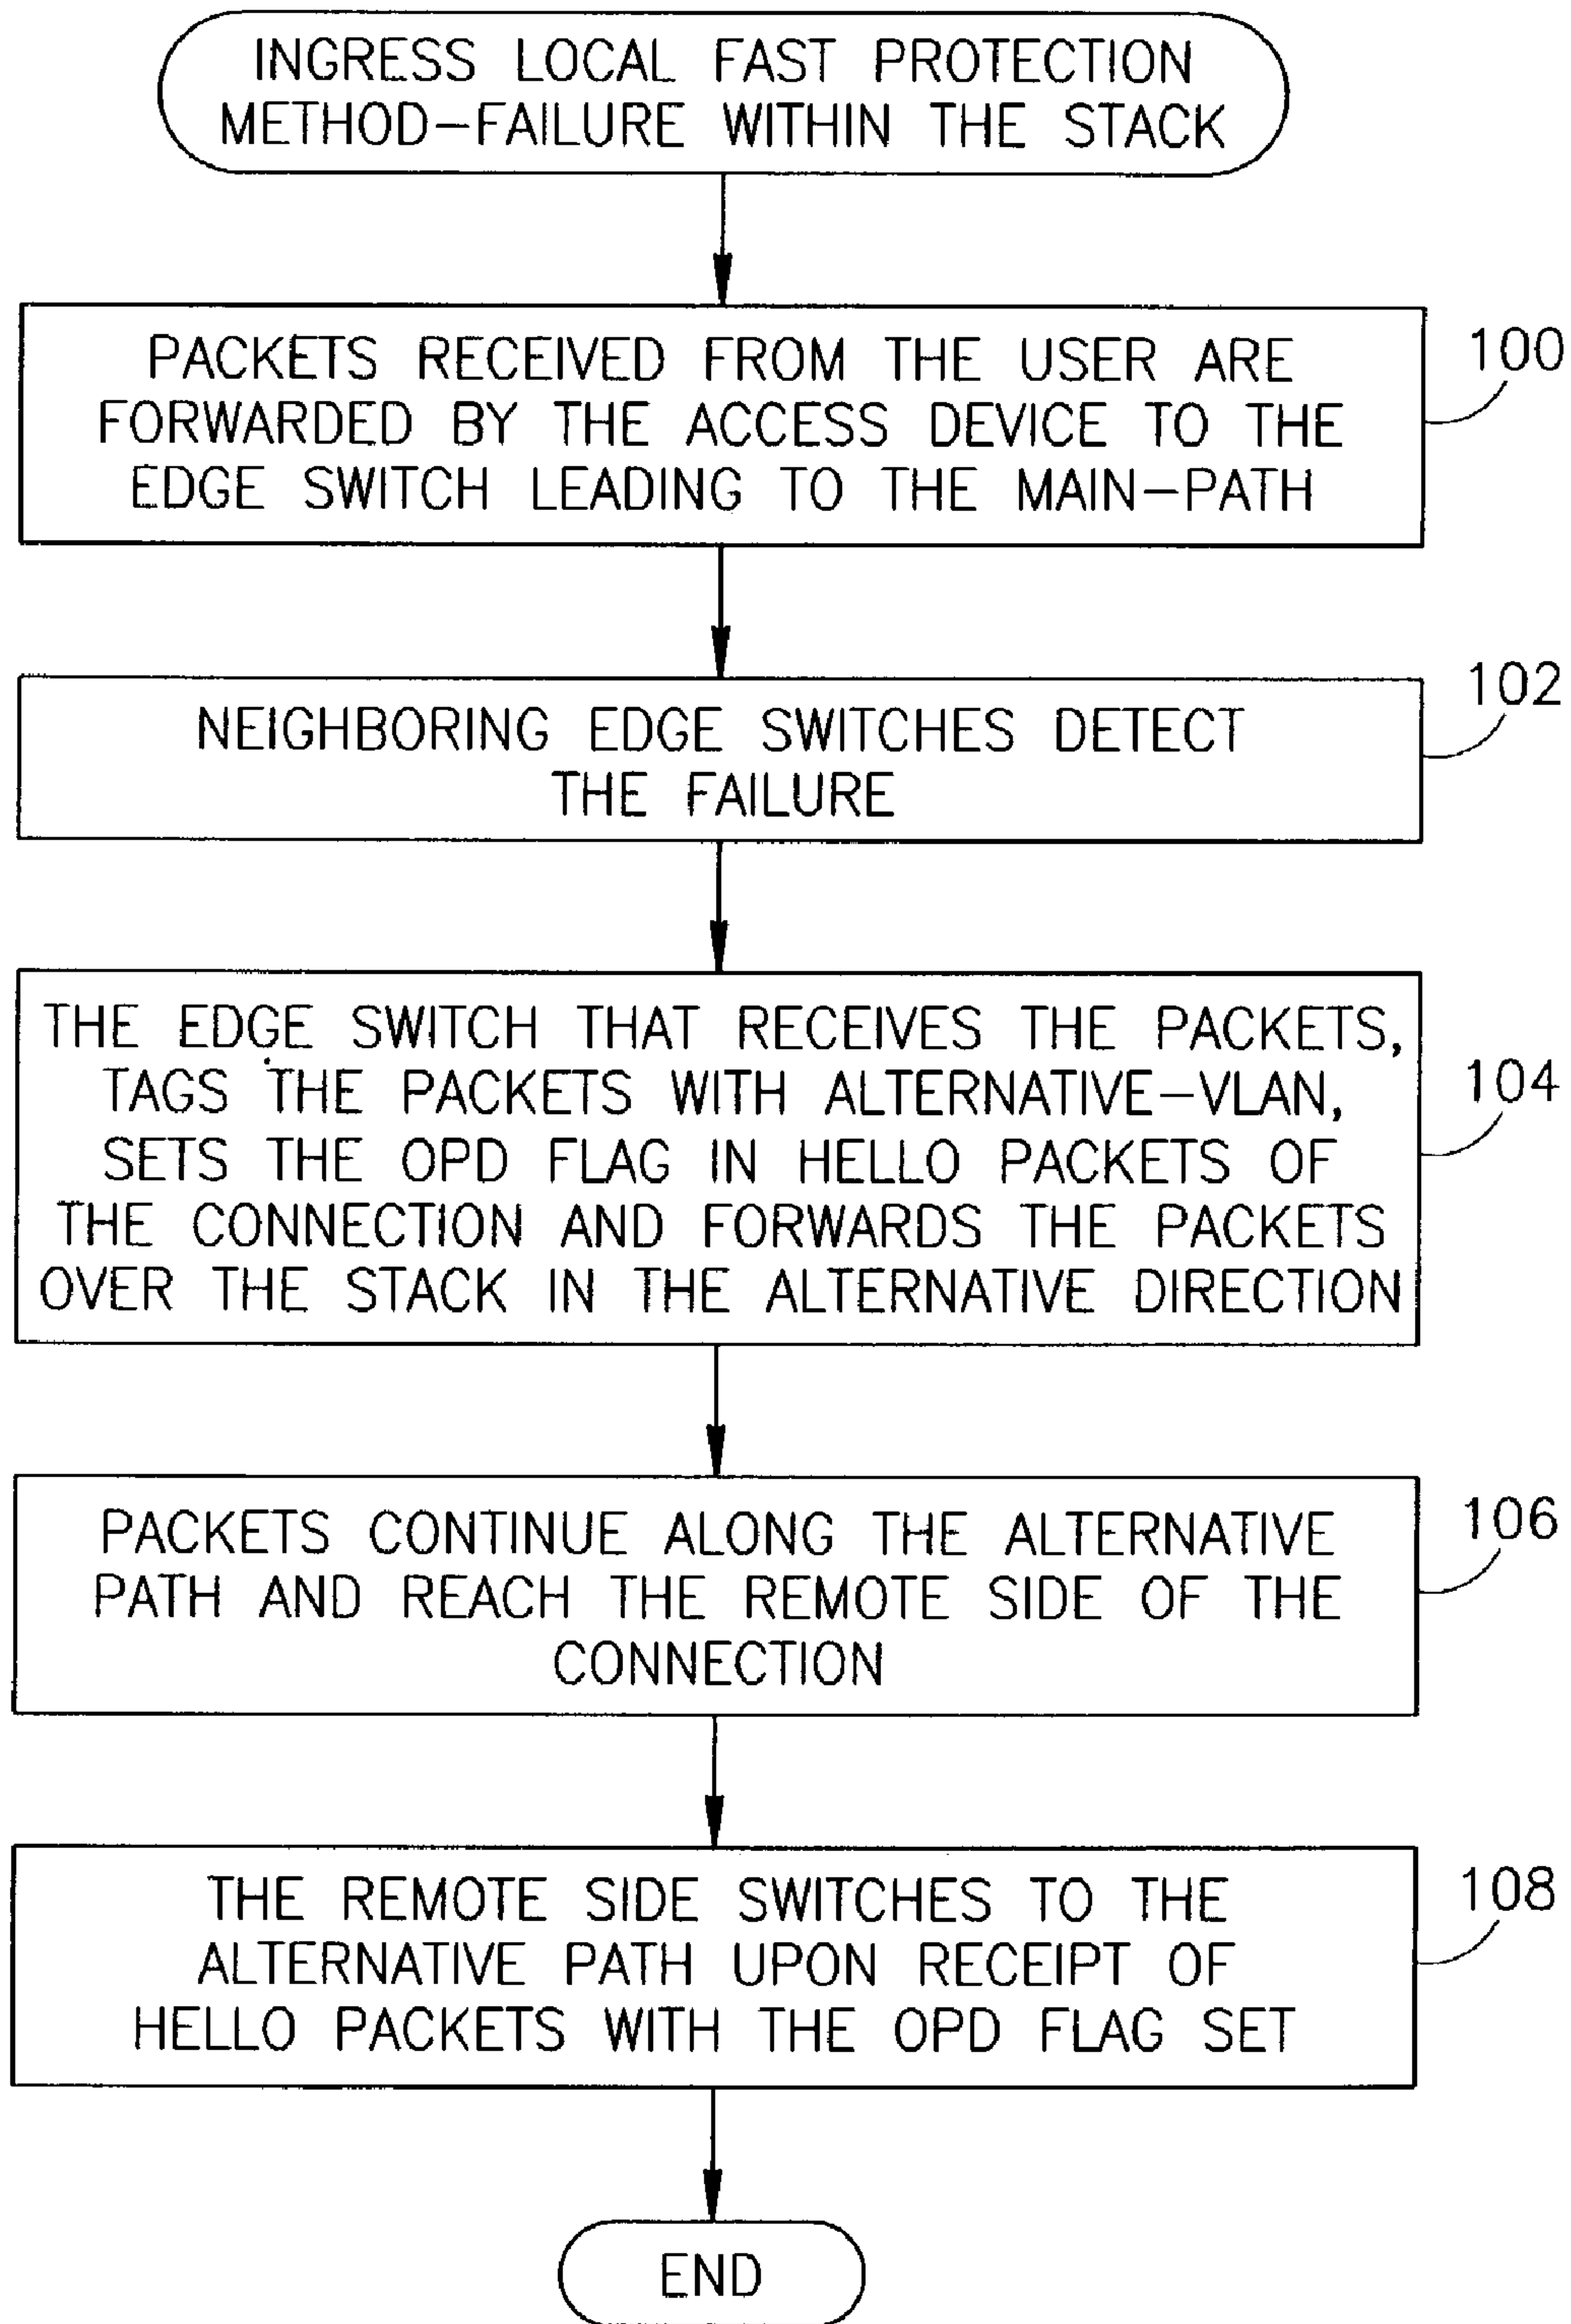 INGRESS LOCAL FAST PROTECTION
METHOD-FAILURE WITHIN THE STACK
PACKETS RECEIVED FROM THE USER ARE
FORWARDED BY THE ACCESS DEVICE TO THE
EDGE SWITCH LEADING TO THE MAIN-PATH
100
NEIGHBORING EDGE SWITCHES DETECT
THE FAILURE
102
THE EDGE SWITCH THAT RECEIVES THE PACKETS,
TAGS THE PACKETS WITH ALTERNATIVE-VLAN,
SETS THE OPD FLAG IN HELLO PACKETS OF
THE CONNECTION AND FORWARDS THE PACKETS
OVER THE STACK IN THE ALTERNATIVE DIRECTION
104
PACKETS CONTINUE ALONG THE ALTERNATIVE
PATH AND REACH THE REMOTE SIDE OF THE
CONNECTION
106
THE REMOTE SIDE SWITCHES TO THE
ALTERNATIVE PATH UPON RECEIPT OF
HELLO PACKETS WITH THE OPD FLAG SET
108
END